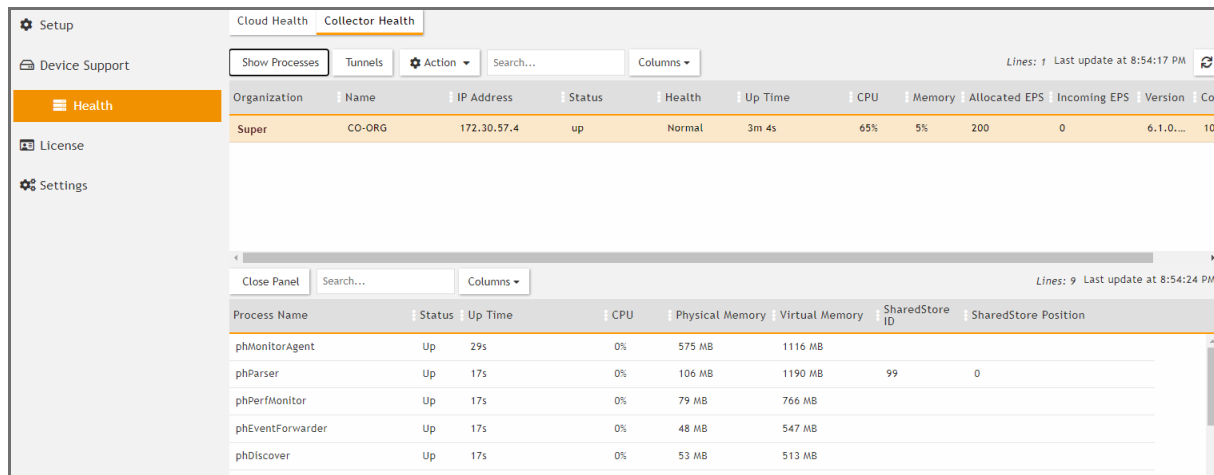 Setup
Device Support
Health
License
Settings
Cloud Health Collector Health
Show Processes Tunnels Action Search... Columns Lines: 1 Last update at 8:54:17 PM
Organization Name IP Address Status Health Up Time CPU Memory Allocated EPS Incoming EPS Version Co
Super CO-ORG 172.30.57.4 up Normal 3m 4s 65% 5% 200 0 6.1.0.... 10
Close Panel Search... Columns Lines: 9 Last update at 8:54:24 PM
Process Name Status Up Time CPU Physical Memory Virtual Memory SharedStore ID SharedStore Position
phMonitorAgent Up 29s 0% 575 MB 1116 MB
phParser Up 17s 0% 106 MB 1190 MB 99 0
phPerfMonitor Up 17s 0% 79 MB 766 MB
phEventForwarder Up 17s 0% 48 MB 547 MB
phDiscover Up 17s 0% 53 MB 513 MB